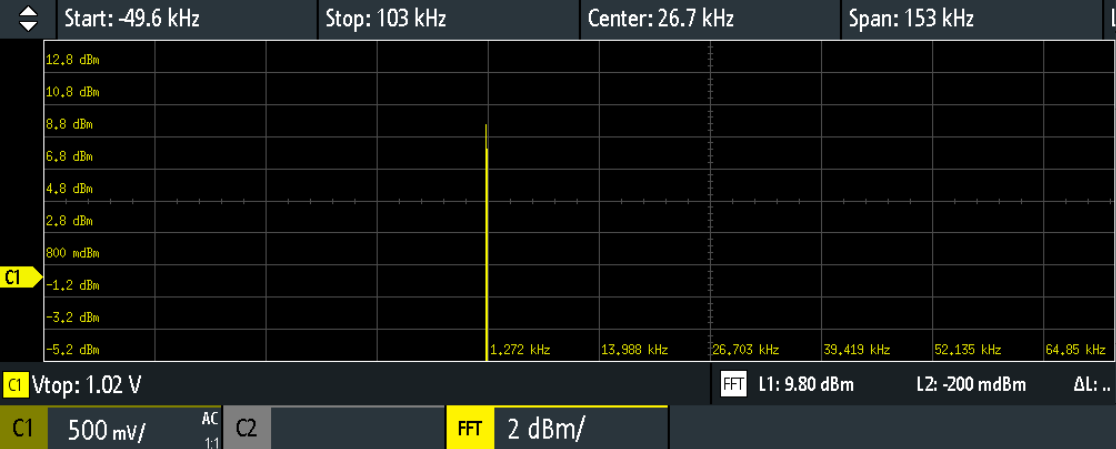 Start: -49.6 kHz Stop: 103 kHz Center: 26.7 kHz Span: 153 kHz
12.8 dBm
10.8 dBm
8.8 dBm
6.8 dBm
4.8 dBm
2.8 dBm
800 mdBm
C1
-1.2 dBm
-3.2 dBm
-5.2 dBm 1.272 kHz 13.988 kHz 26.703 kHz 39.419 kHz 52.135 kHz 64.85 kHz
C1 Vtop: 1.02 V FFT L1: 9.80 dBm L2: -200 mdBm ΔL: ..
C1 500 mV/ AC 1:1 C2 FFT 2 dBm/